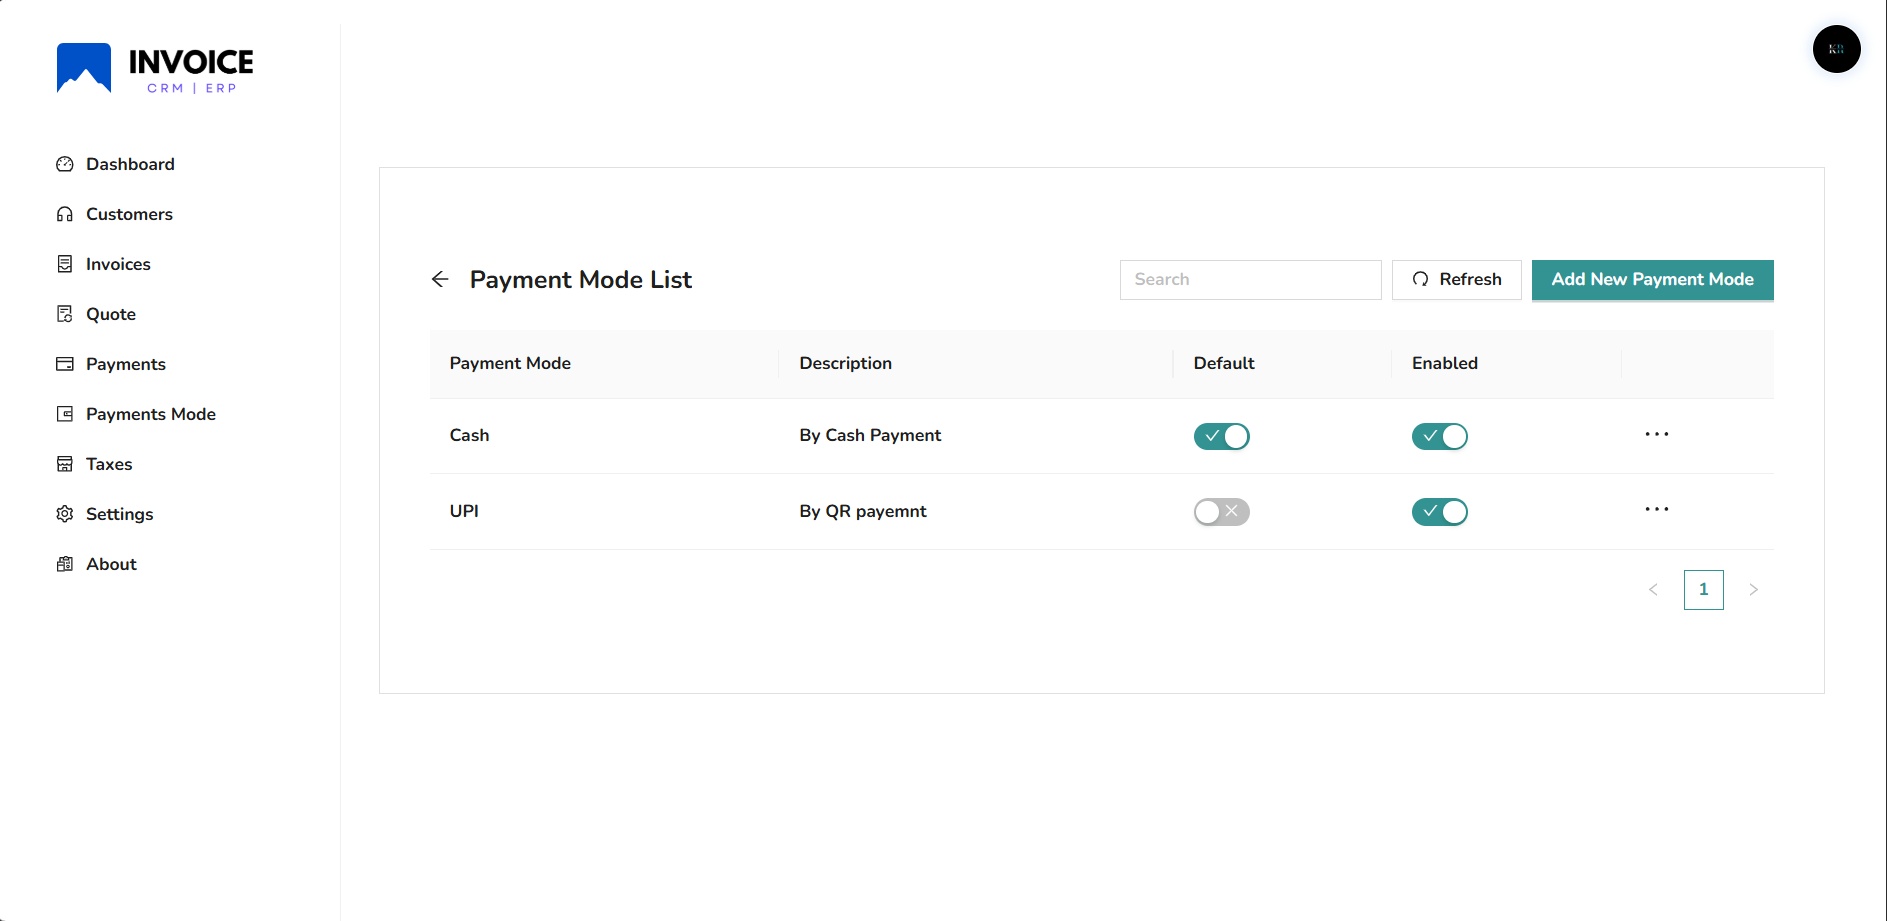 INVOICE
CRM | ERP
KR
Dashboard
Customers
Invoices
Quote
Payments
Payments Mode
Taxes
Settings
About
Payment Mode List
Search
Refresh
Add New Payment Mode
Payment Mode Description Default Enabled
Cash By Cash Payment
UPI By QR payemnt
1